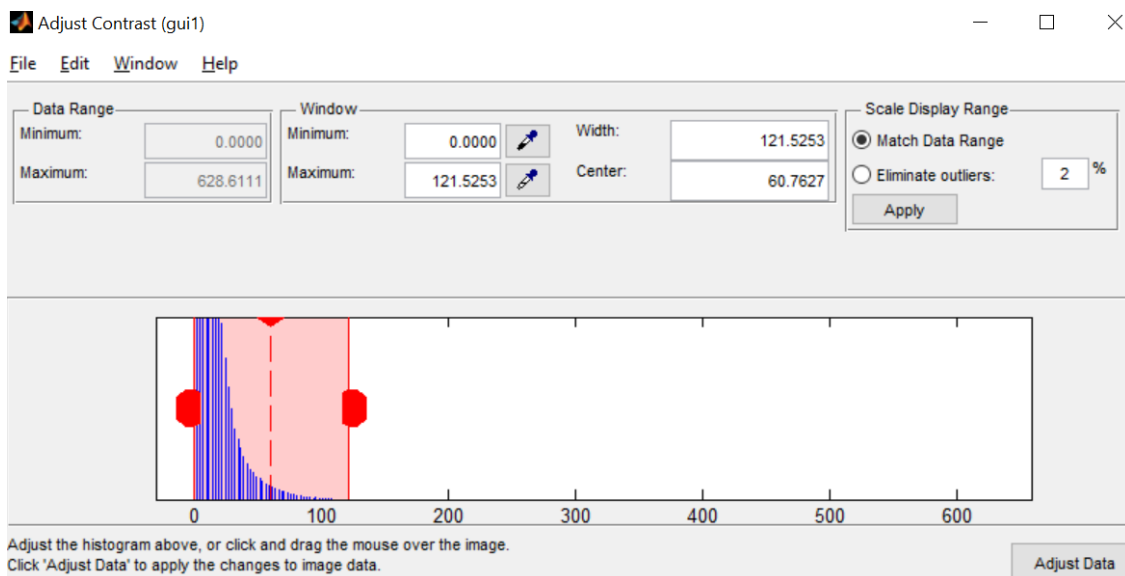 Adjust Contrast (gui1)
File Edit Window Help
Data Range
Minimum: 0.0000
Maximum: 628.6111
Window
Minimum: 0.0000
Maximum: 121.5253
Width: 121.5253
Center: 60.7627
Scale Display Range
Match Data Range
Eliminate outliers: 2 %
Apply
0 100 200 300 400 500 600
Adjust the histogram above, or click and drag the mouse over the image.
Click 'Adjust Data' to apply the changes to image data.
Adjust Data